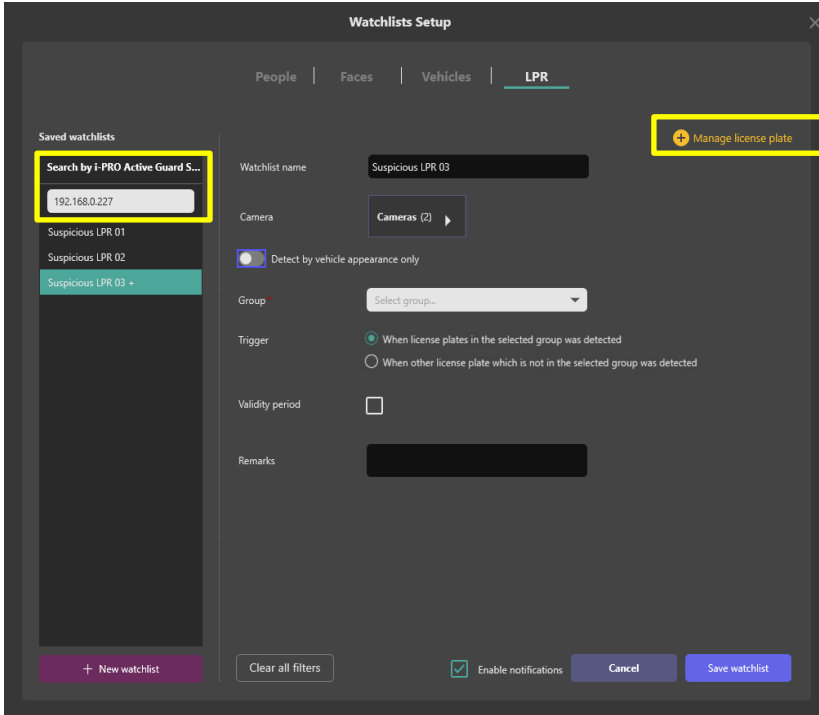 Watchlists Setup
People
Faces
Vehicles
LPR
Saved watchlists
Manage license plate
Search by i-PRO Active Guard S...
192.168.0.227
Suspicious LPR 01
Suspicious LPR 02
Suspicious LPR 03 +
Watchlist name
Suspicious LPR 03
Camera
Cameras (2)
Detect by vehicle appearance only
Group*
Select group...
Trigger
When license plates in the selected group was detected
When other license plate which is not in the selected group was detected
Validity period
Remarks
+ New watchlist
Clear all filters
Enable notifications
Cancel
Save watchlist